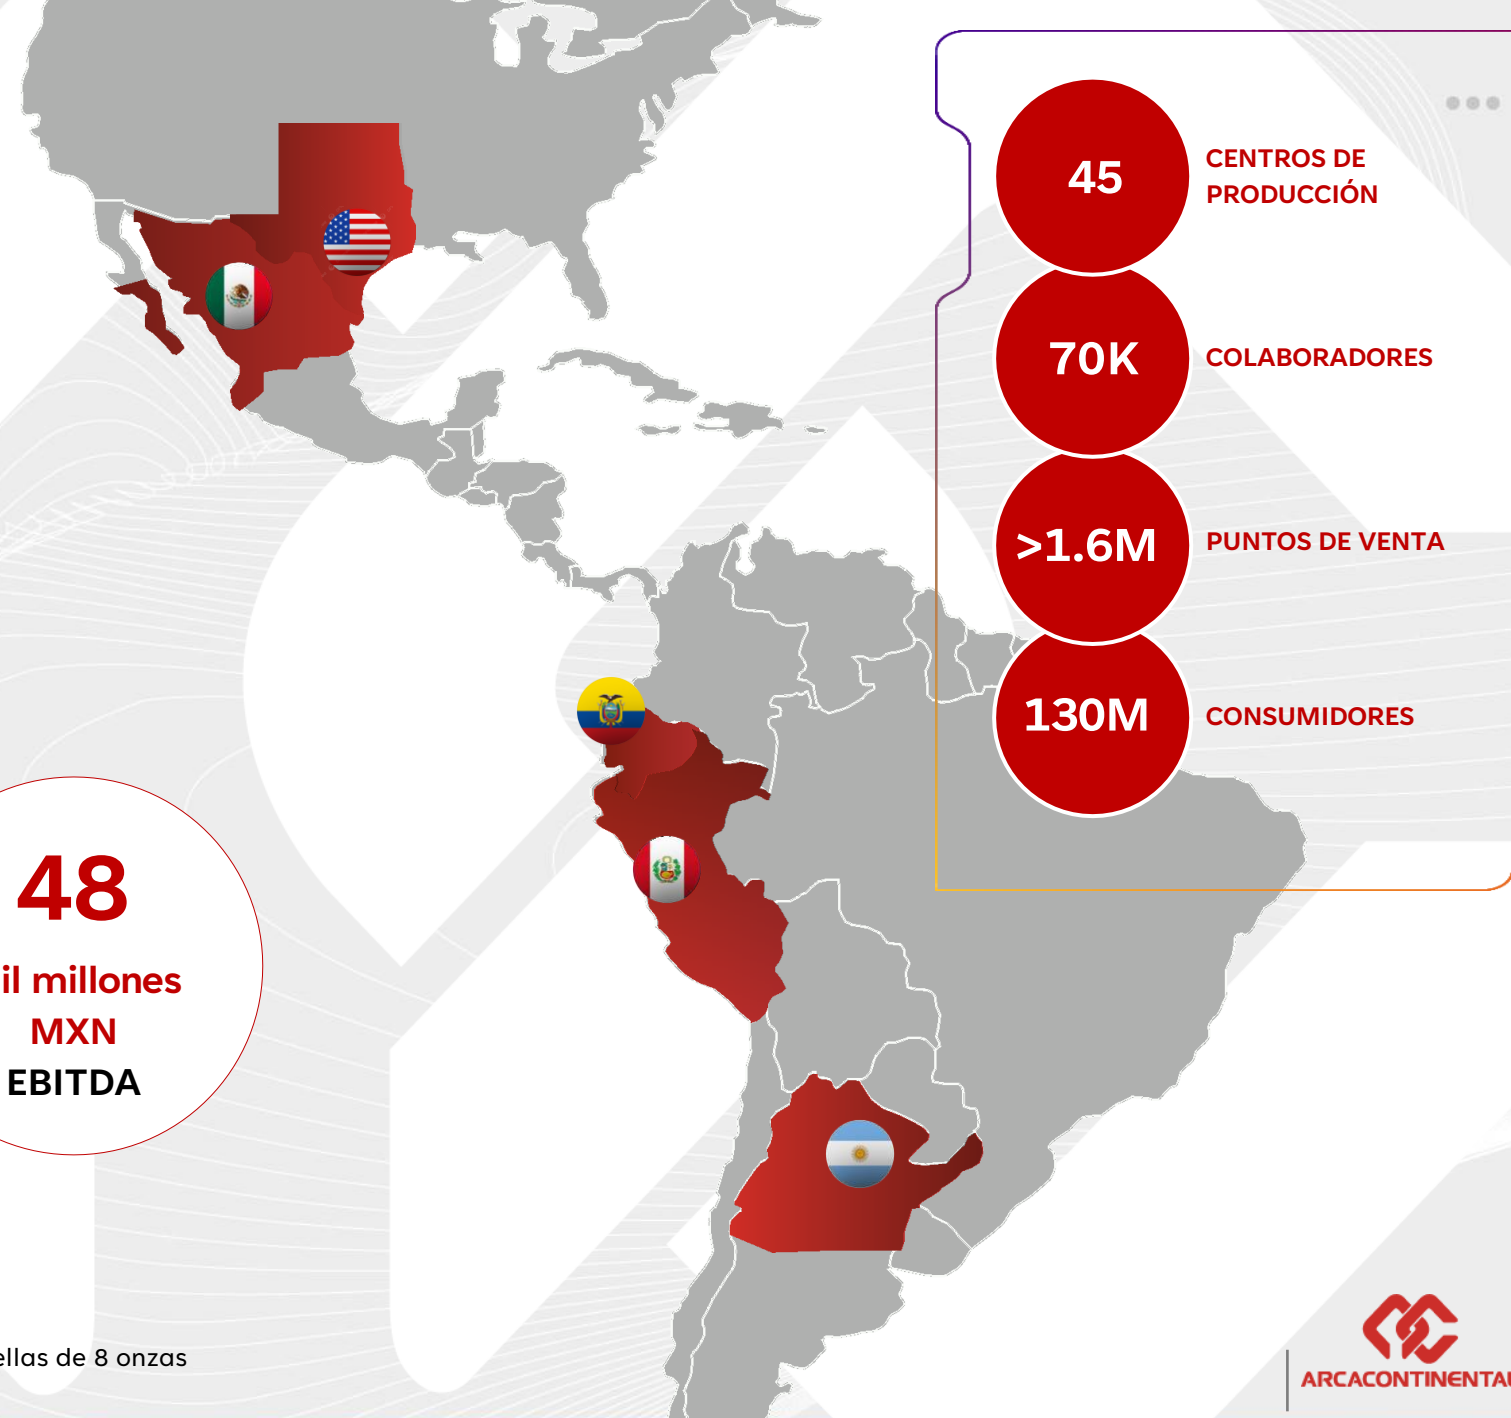 45
CENTROS DE
PRODUCCIÓN
70K
COLABORADORES
>1.6M
PUNTOS DE VENTA
130M
CONSUMIDORES
48
il millones
MXN
EBITDA
ellas de 8 onzas
ARCACONTINENTAL